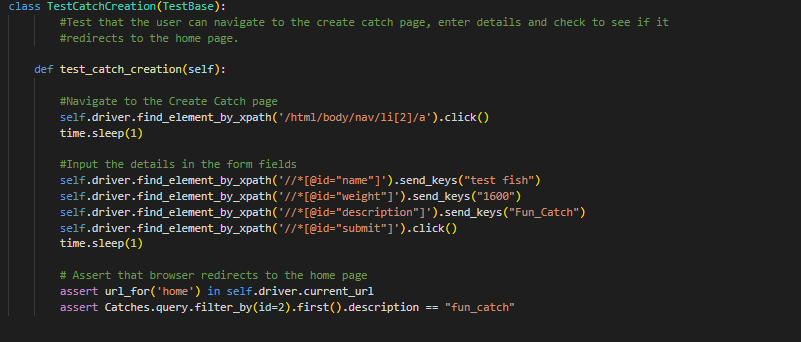 class TestCatchCreation(TestBase):
#Test that the user can navigate to the create catch page, enter details and check to see if it
#redirects to the home page.
def test_catch_creation(self):
#Navigate to the Create Catch page
self.driver.find_element_by_xpath('/html/body/nav/li[2]/a').click()
time.sleep(1)
#Input the details in the form fields
self.driver.find_element_by_xpath('//*[@id="name"]').send_keys("test fish")
self.driver.find_element_by_xpath('//*[@id="weight"]').send_keys("1600")
self.driver.find_element_by_xpath('//*[@id="description"]').send_keys("Fun_Catch")
self.driver.find_element_by_xpath('//*[@id="submit"]').click()
time.sleep(1)
# Assert that browser redirects to the home page
assert url_for('home') in self.driver.current_url
assert Catches.query.filter_by(id=2).first().description == "fun_catch"